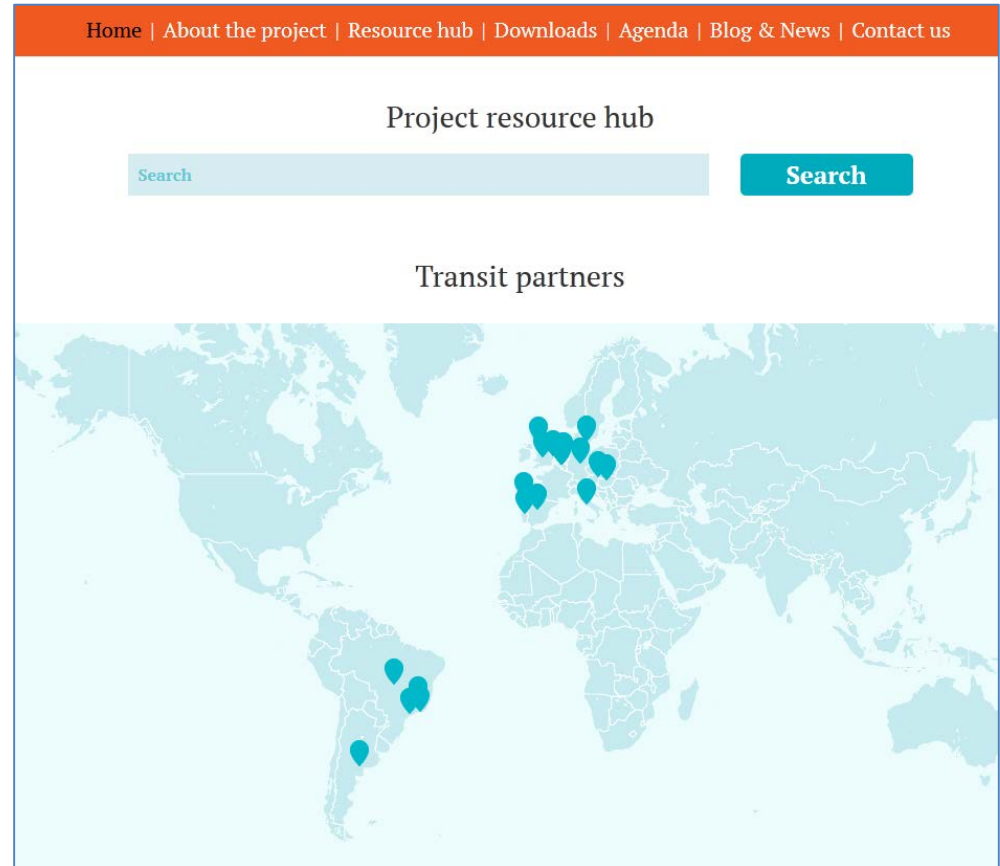 Home | About the project | Resource hub | Downloads | Agenda | Blog & News | Contact us
Project resource hub
Search Search
Transit partners